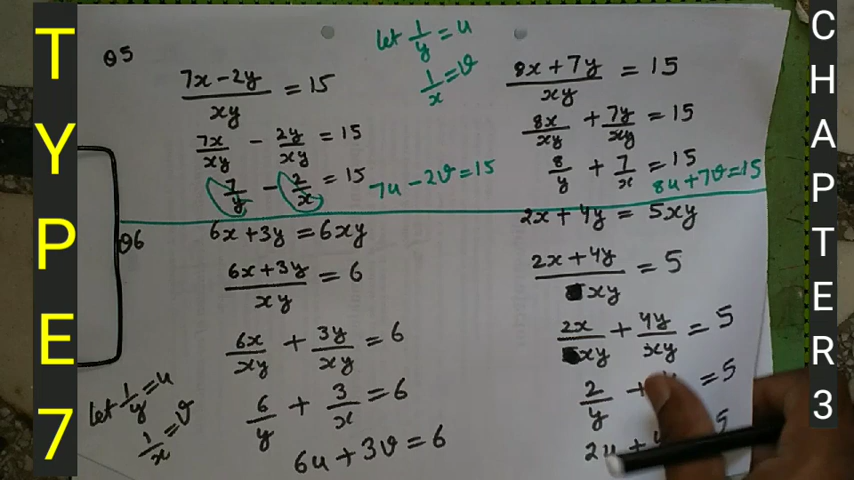 TYPE 7
CHAPTER 3
let 1/y = u
1/x = v
Q5
(7x - 2y)/xy = 15
7x/xy - 2y/xy = 15
7/y - 2/x = 15
7u - 2v = 15
(8x + 7y)/xy = 15
8x/xy + 7y/xy = 15
8/y + 7/x = 15
8u + 7v = 15
Q6
6x + 3y = 6xy
(6x + 3y)/xy = 6
6x/xy + 3y/xy = 6
6/y + 3/x = 6
6u + 3v = 6
let 1/y = u
1/x = v
2x + 4y = 5xy
(2x + 4y)/xy = 5
2x/xy + 4y/xy = 5
2/y + = 5
2u + 5